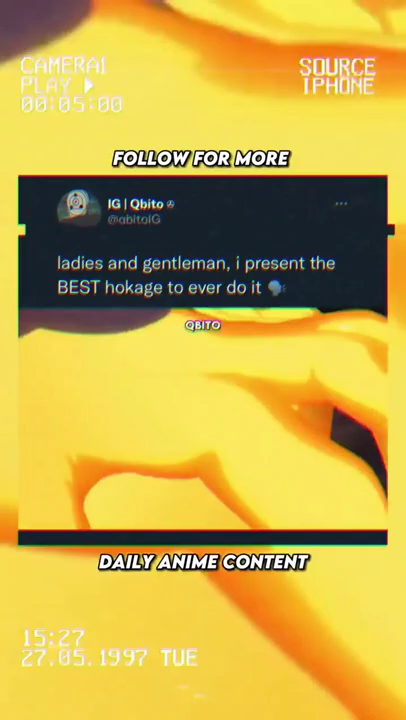 CAMERA1
PLAY
00:05:00
SOURCE
IPHONE
FOLLOW FOR MORE
IG | Qbito
@qbitoIG
ladies and gentleman, i present the
BEST hokage to ever do it
QBITO
DAILY ANIME CONTENT
15:27
27.05.1997 TUE